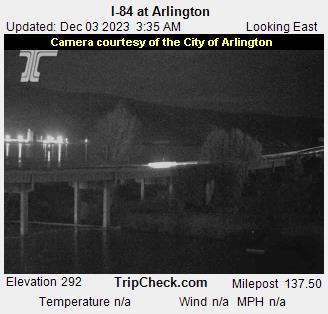 I-84 at Arlington
Updated: Dec 03 2023 3:35 AM Looking East
Camera courtesy of the City of Arlington
Elevation 292 TripCheck.com Milepost 137.50
Temperature n/a Wind n/a MPH n/a